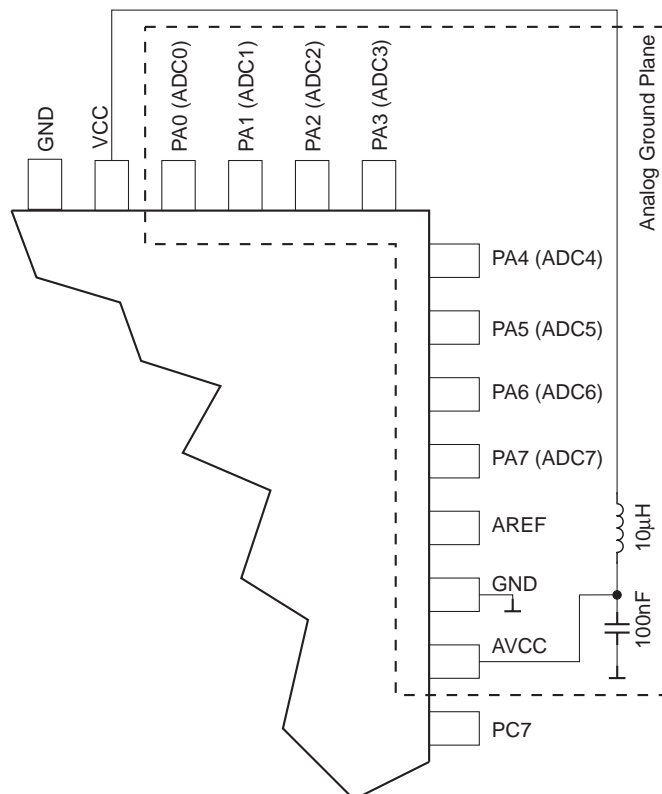 GND
VCC
PA0 (ADC0)
PA1 (ADC1)
PA2 (ADC2)
PA3 (ADC3)
Analog Ground Plane
PA4 (ADC4)
PA5 (ADC5)
PA6 (ADC6)
PA7 (ADC7)
AREF
10µH
GND
AVCC
100nF
PC7